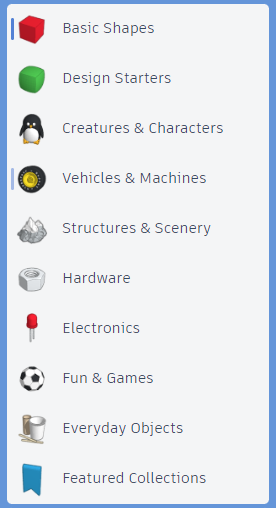 Basic Shapes
Design Starters
Creatures & Characters
Vehicles & Machines
Structures & Scenery
Hardware
Electronics
Fun & Games
Everyday Objects
Featured Collections